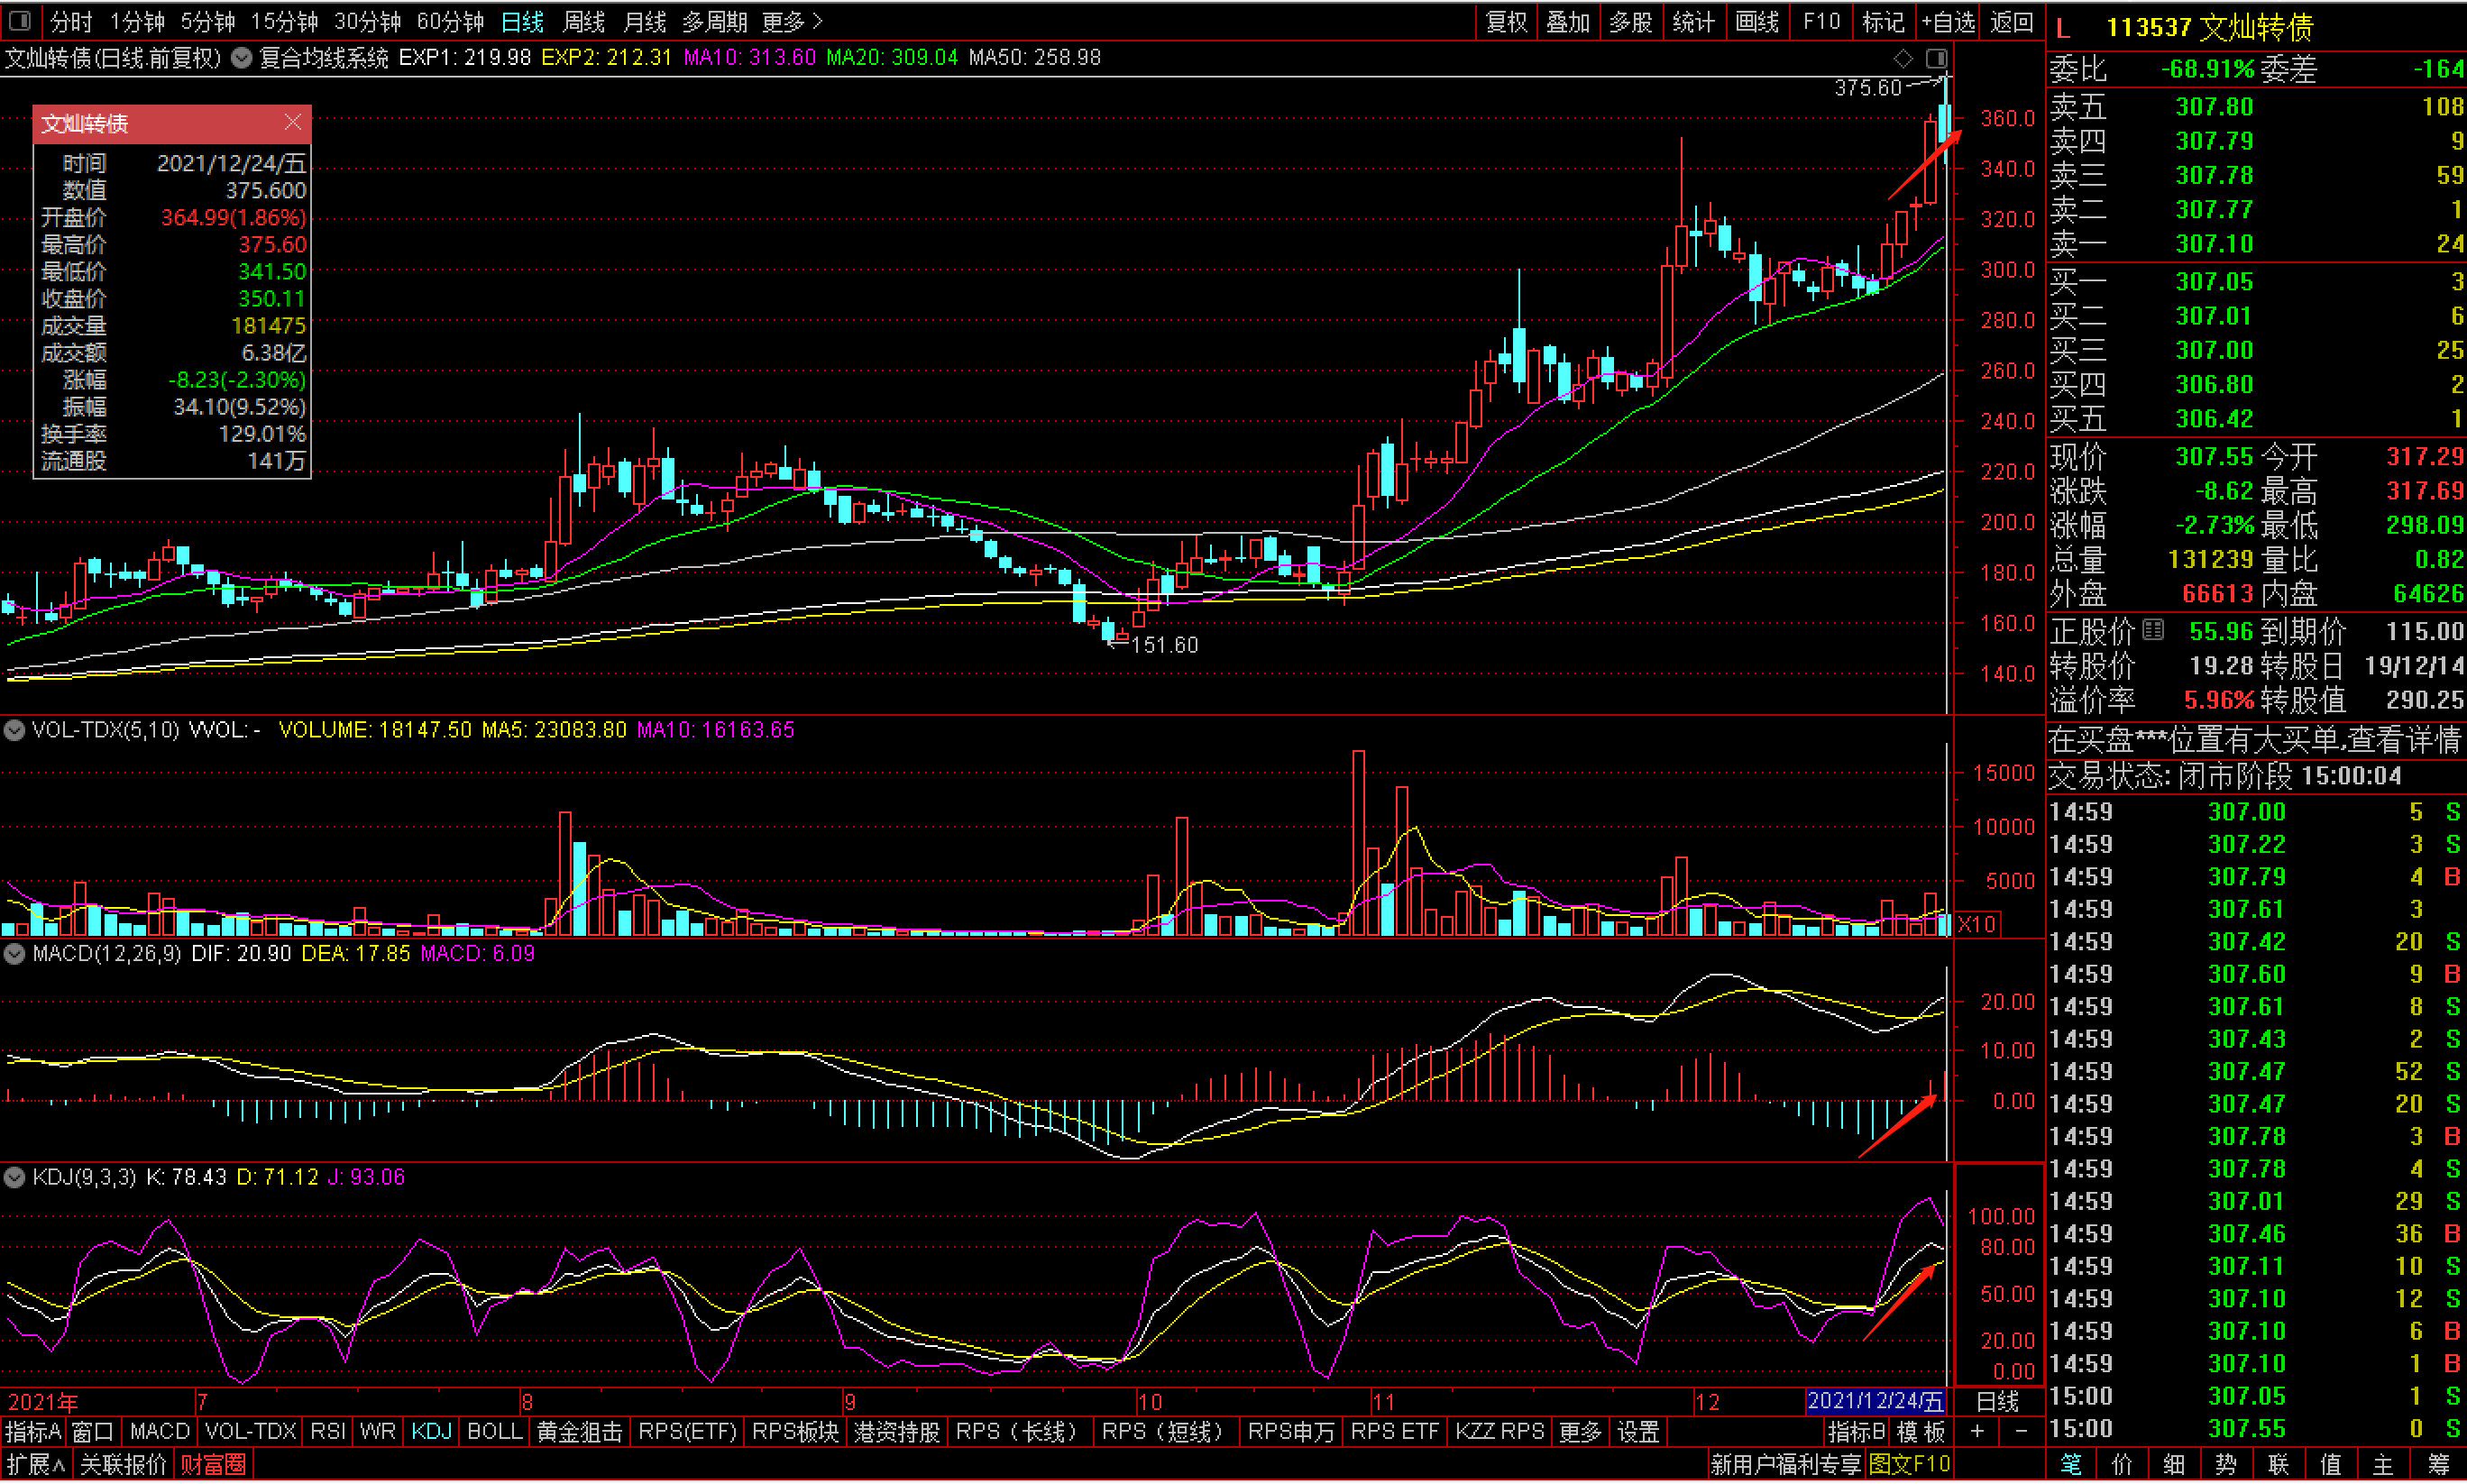 分时 1分钟 5分钟 15分钟 30分钟 60分钟 日线 周线 月线 多周期 更多>
复权 叠加 多股 统计 画线 F10 标记 +自选 返回
L 113537 文灿转债
文灿转债(日线.前复权) 复合均线系统 EXP1: 219.98 EXP2: 212.31 MA10: 313.60 MA20: 309.04 MA50: 258.98
375.60
文灿转债
时间 2021/12/24/五
数值 375.600
开盘价 364.99(1.86%)
最高价 375.60
最低价 341.50
收盘价 350.11
成交量 181475
成交额 6.38亿
涨幅 -8.23(-2.30%)
振幅 34.10(9.52%)
换手率 129.01%
流通股 141万
151.60
360.0
340.0
320.0
300.0
280.0
260.0
240.0
220.0
200.0
180.0
160.0
140.0
VOL-TDX(5,10) VVOL: - VOLUME: 18147.50 MA5: 23083.80 MA10: 16163.65
15000
10000
5000
X10
MACD(12,26,9) DIF: 20.90 DEA: 17.85 MACD: 6.09
20.00
10.00
0.00
KDJ(9,3,3) K: 78.43 D: 71.12 J: 93.06
100.00
80.00
50.00
20.00
0.00
2021年 7 8 9 10 11 12 2021/12/24/五 日线
指标A 窗口 MACD VOL-TDX RSI WR KDJ BOLL 黄金狙击 RPS(ETF) RPS板块 港资持股 RPS（长线） RPS（短线） RPS申万 RPS ETF KZZ RPS 更多 设置 指标B 模板 + −
扩展∧ 关联报价 财富圈 新用户福利专享 图文F10
委比 -68.91% 委差 -164
卖五 307.80 108
卖四 307.79 9
卖三 307.78 59
卖二 307.77 1
卖一 307.10 24
买一 307.05 3
买二 307.01 6
买三 307.00 25
买四 306.80 2
买五 306.42 1
现价 307.55 今开 317.29
涨跌 -8.62 最高 317.69
涨幅 -2.73% 最低 298.09
总量 131239 量比 0.82
外盘 66613 内盘 64626
正股价 55.96 到期价 115.00
转股价 19.28 转股日 19/12/14
溢价率 5.96% 转股值 290.25
在买盘***位置有大买单,查看详情
交易状态: 闭市阶段 15:00:04
14:59 307.00 5 S
14:59 307.22 3 S
14:59 307.79 4 B
14:59 307.61 3
14:59 307.42 20 S
14:59 307.60 9 B
14:59 307.61 8 S
14:59 307.43 2 S
14:59 307.47 52 S
14:59 307.47 20 S
14:59 307.78 3 B
14:59 307.78 4 S
14:59 307.01 29 S
14:59 307.46 36 B
14:59 307.11 10 S
14:59 307.10 12 S
14:59 307.10 6 B
14:59 307.10 1 B
15:00 307.05 1 S
15:00 307.55 0 S
笔 价 细 势 联 值 主 筹